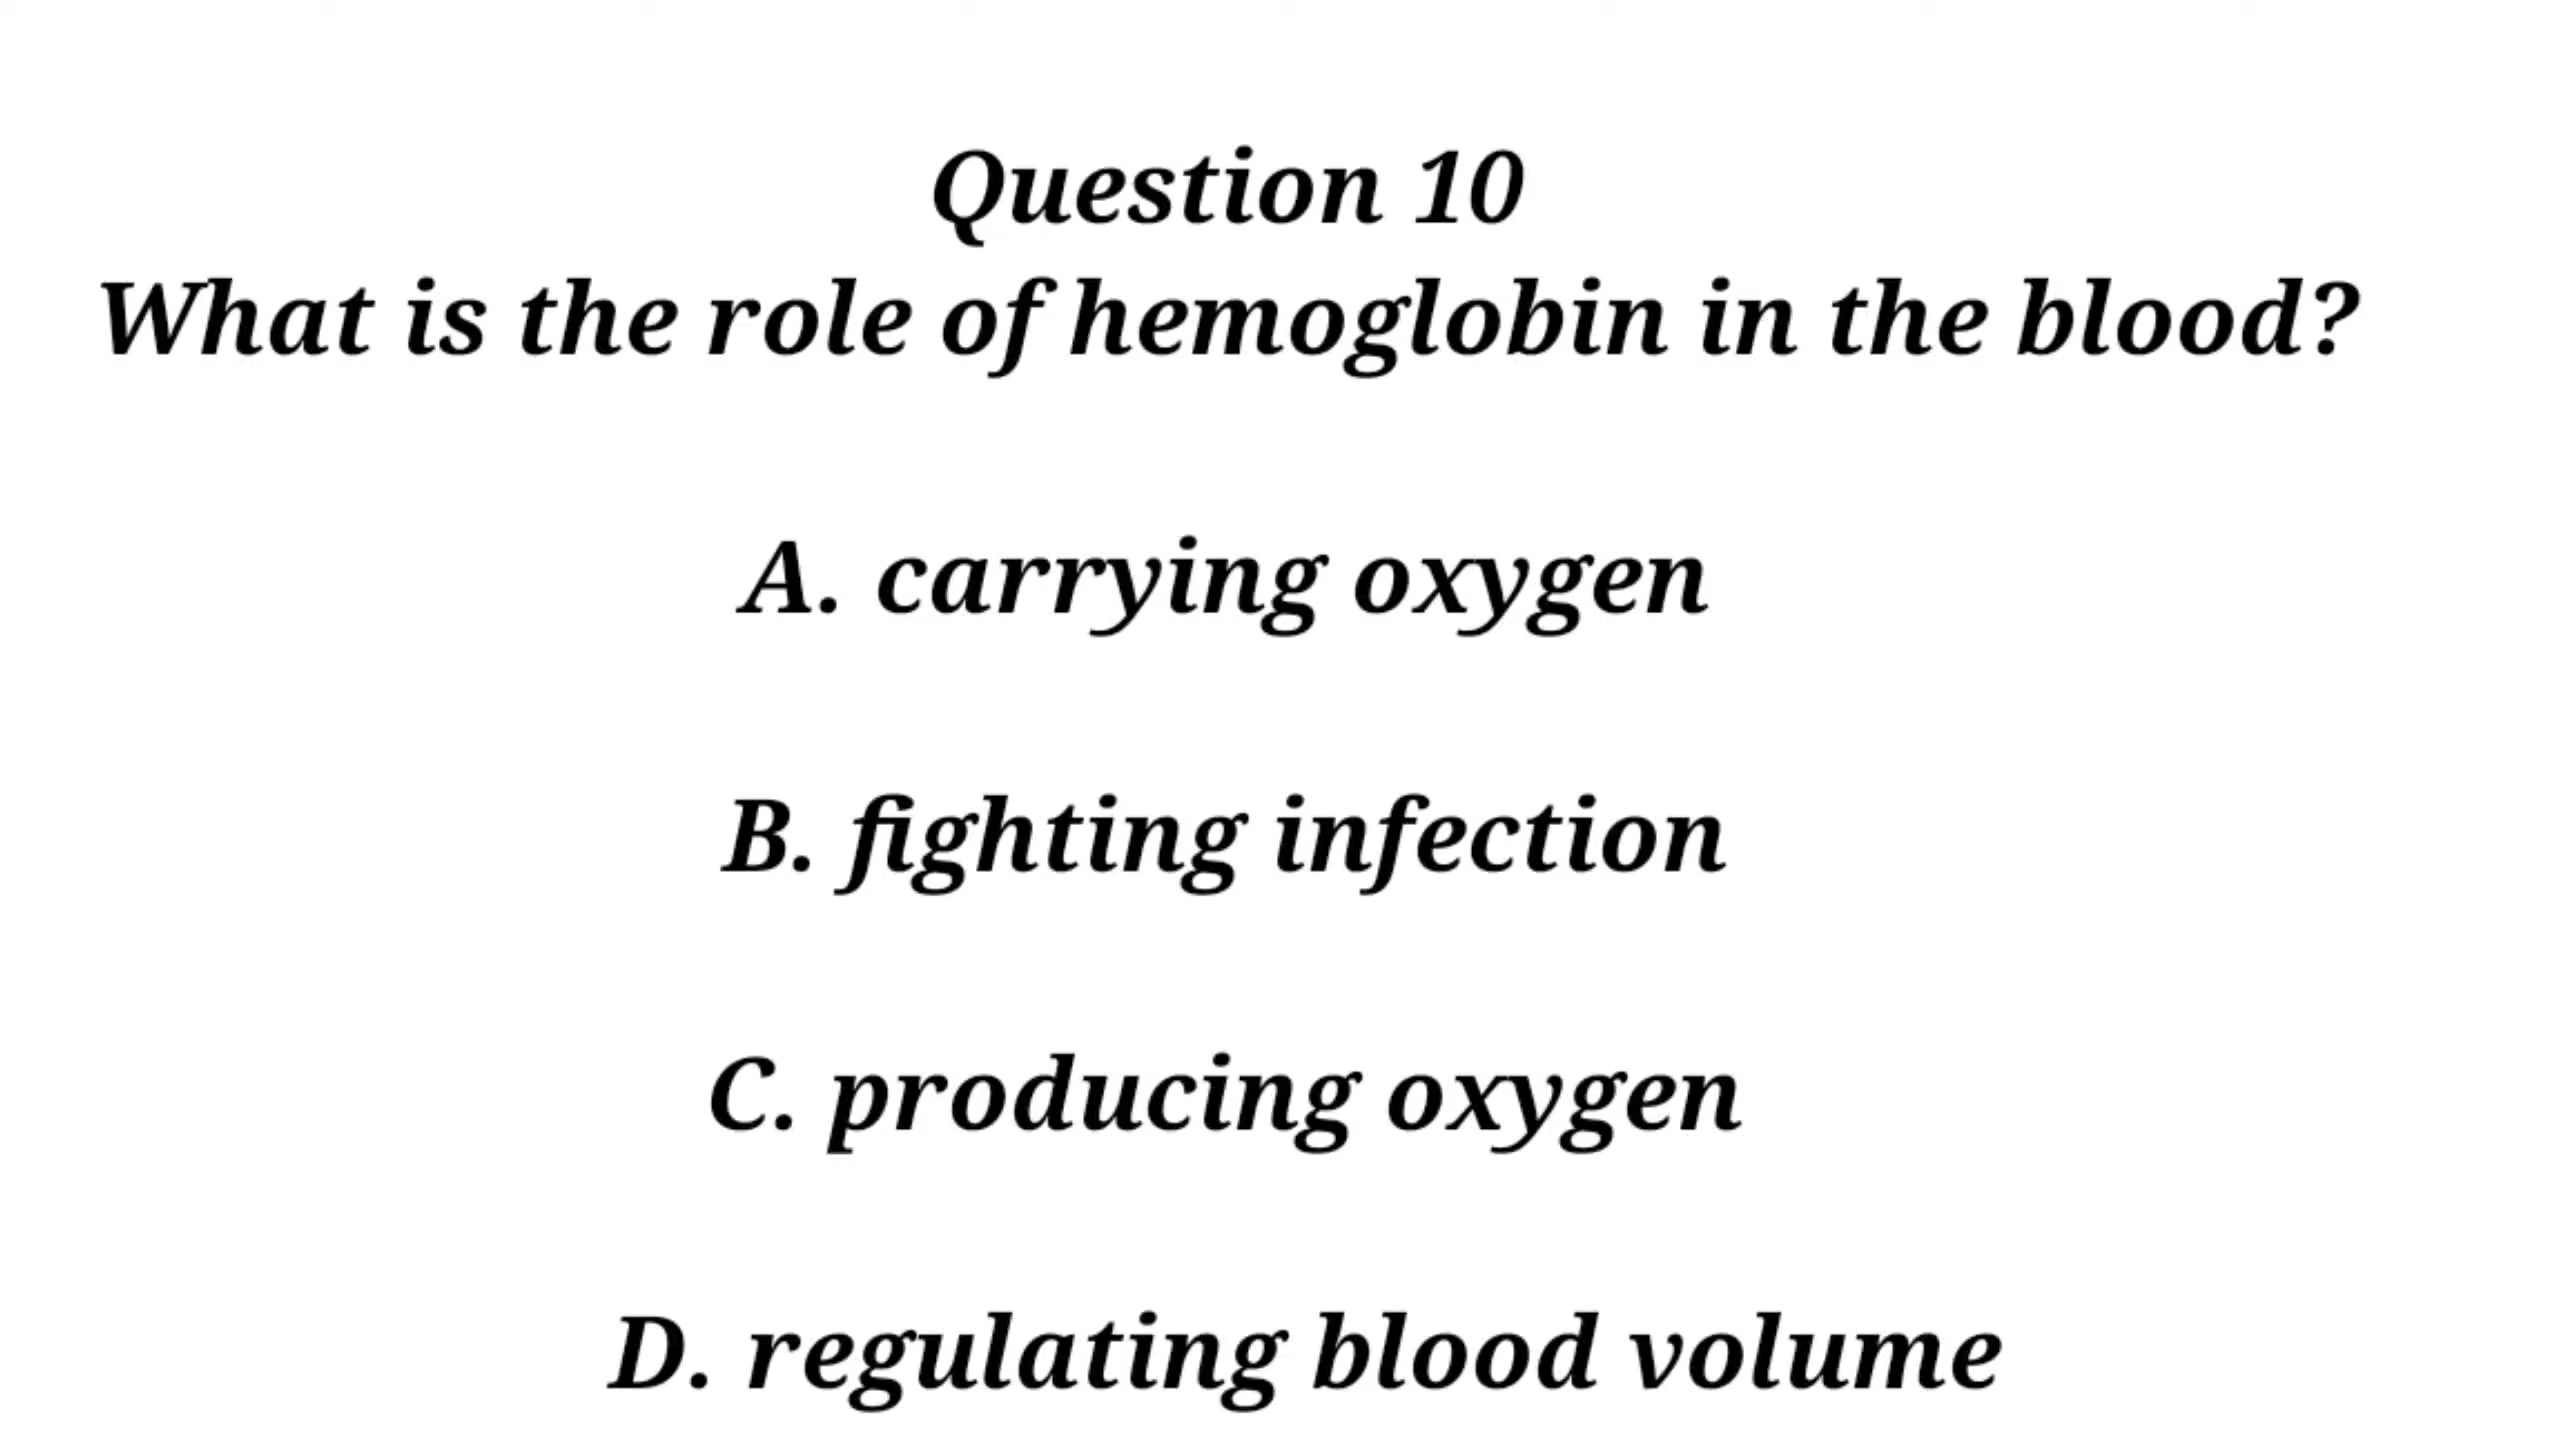 Question 10
What is the role of hemoglobin in the blood?
A. carrying oxygen
B. fighting infection
C. producing oxygen
D. regulating blood volume